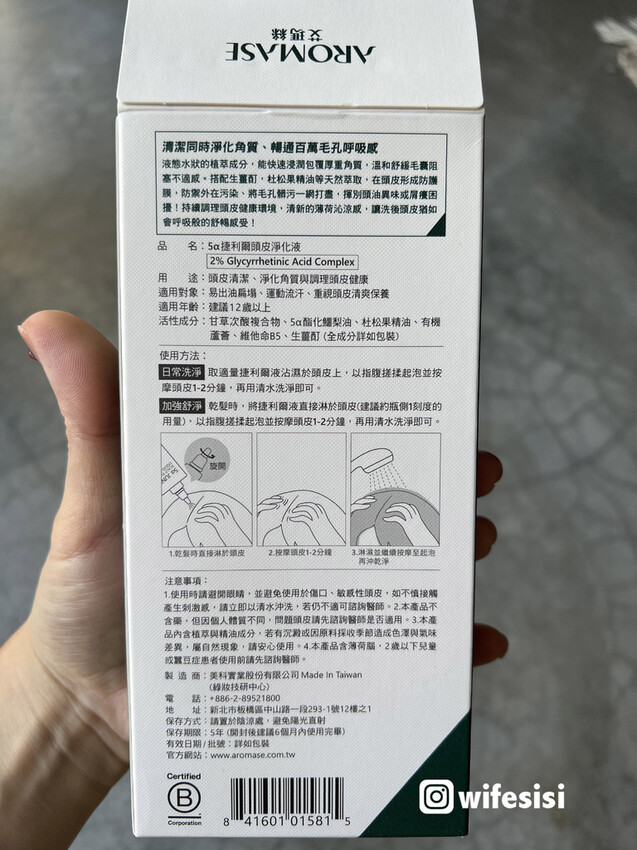 AROMASE
艾瑪絲
清潔同時淨化角質、暢通百萬毛孔呼吸感
液態水狀的植萃成分，能快速浸潤包覆厚重角質，溫和舒緩毛囊阻
塞不適感。搭配生薑酊，杜松果精油等天然萃取，在頭皮形成防護
膜，防禦外在污染、將毛孔髒污一網打盡，揮別頭油異味或屑癢困
擾！持續調理頭皮健康環境，清新的薄荷沁涼感，讓洗後頭皮猶如
會呼吸般的舒暢感受！
品 名：5α捷利爾頭皮淨化液
2% Glycyrrhetinic Acid Complex
用 途：頭皮清潔、淨化角質與調理頭皮健康
適用對象：易出油扁塌、運動流汗、重視頭皮清爽保養
適用年齡：建議12歲以上
活性成分：甘草次酸複合物、5α酯化鱷梨油、杜松果精油、有機
蘆薈、維他命B5、生薑酊 (全成分詳如包裝)
使用方法：
日常洗淨 取適量捷利爾液沾濕於頭皮上，以指腹搓揉起泡並按
摩頭皮1-2分鐘，再用清水洗淨即可。
加強舒淨 乾髮時，將捷利爾液直接淋於頭皮(建議約瓶側1刻度的
用量)，以指腹搓揉起泡並按摩頭皮1-2分鐘，再用清水洗淨即可。
旋開
1.乾髮時直接淋於頭皮
2.按摩頭皮1-2分鐘
3.淋濕並繼續按摩至起泡
再沖乾淨
注意事項：
1.使用時請避開眼睛，並避免使用於傷口、敏感性頭皮，如不慎接觸
產生刺激感，請立即以清水沖洗，若仍不適可諮詢醫師。2.本產品不
含藥，但因個人體質不同，問題頭皮請先諮詢醫師是否適用。3.本產
品內含植萃與精油成分，若有沉澱或因原料採收季節造成色澤與氣味
差異，屬自然現象，請安心使用。4.本產品含薄荷腦，2歲以下兒童
或蠶豆症患者使用前請先諮詢醫師。
製 造 商：美科實業股份有限公司 Made In Taiwan
(綠妝技研中心)
電 話：+886-2-89521800
地 址：新北市板橋區中山路一段293-1號12樓之1
保存方式：請置於陰涼處，避免陽光直射
保存期限：5年 (開封後建議6個月內使用完畢)
有效日期/批號：詳如包裝
官方網站：www.aromase.com.tw
Certified
B
Corporation
8 41601 01581 5
wifesisi